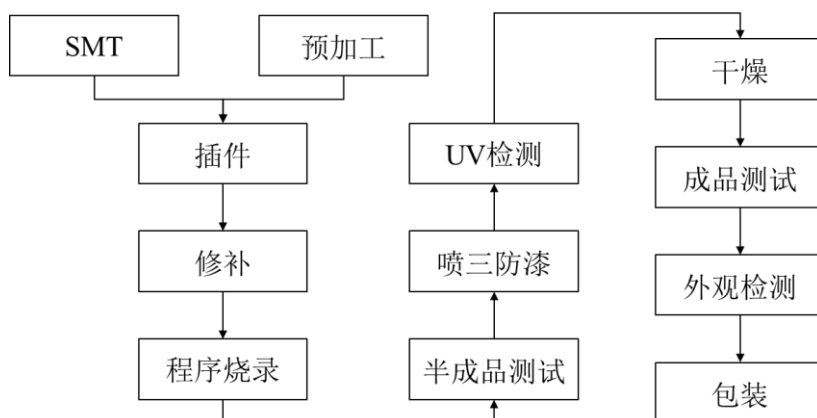 SMT
预加工
插件
修补
程序烧录
半成品测试
喷三防漆
UV检测
干燥
成品测试
外观检测
包装